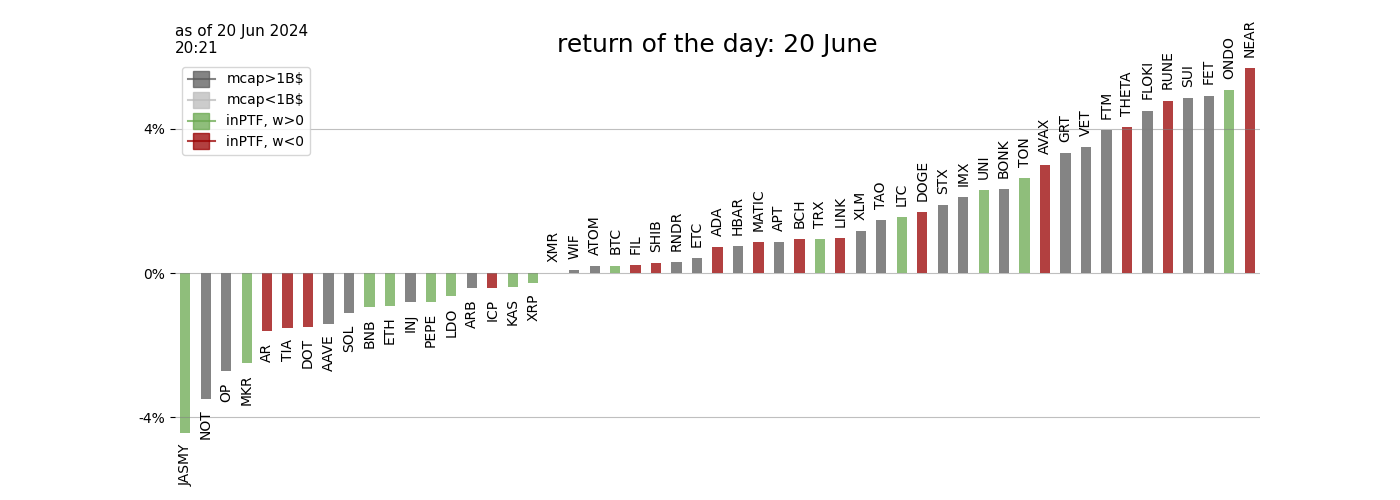 as of 20 Jun 2024
20:21
return of the day: 20 June
mcap>1B$
mcap<1B$
inPTF, w>0
inPTF, w<0
4%
0%
-4%
JASMY
NOT
OP
MKR
AR
TIA
DOT
AAVE
SOL
BNB
ETH
INJ
PEPE
LDO
ARB
ICP
KAS
XRP
XMR
WIF
ATOM
BTC
FIL
SHIB
RNDR
ETC
ADA
HBAR
MATIC
APT
BCH
TRX
LINK
XLM
TAO
LTC
DOGE
STX
IMX
UNI
BONK
TON
AVAX
GRT
VET
FTM
THETA
FLOKI
RUNE
SUI
FET
ONDO
NEAR